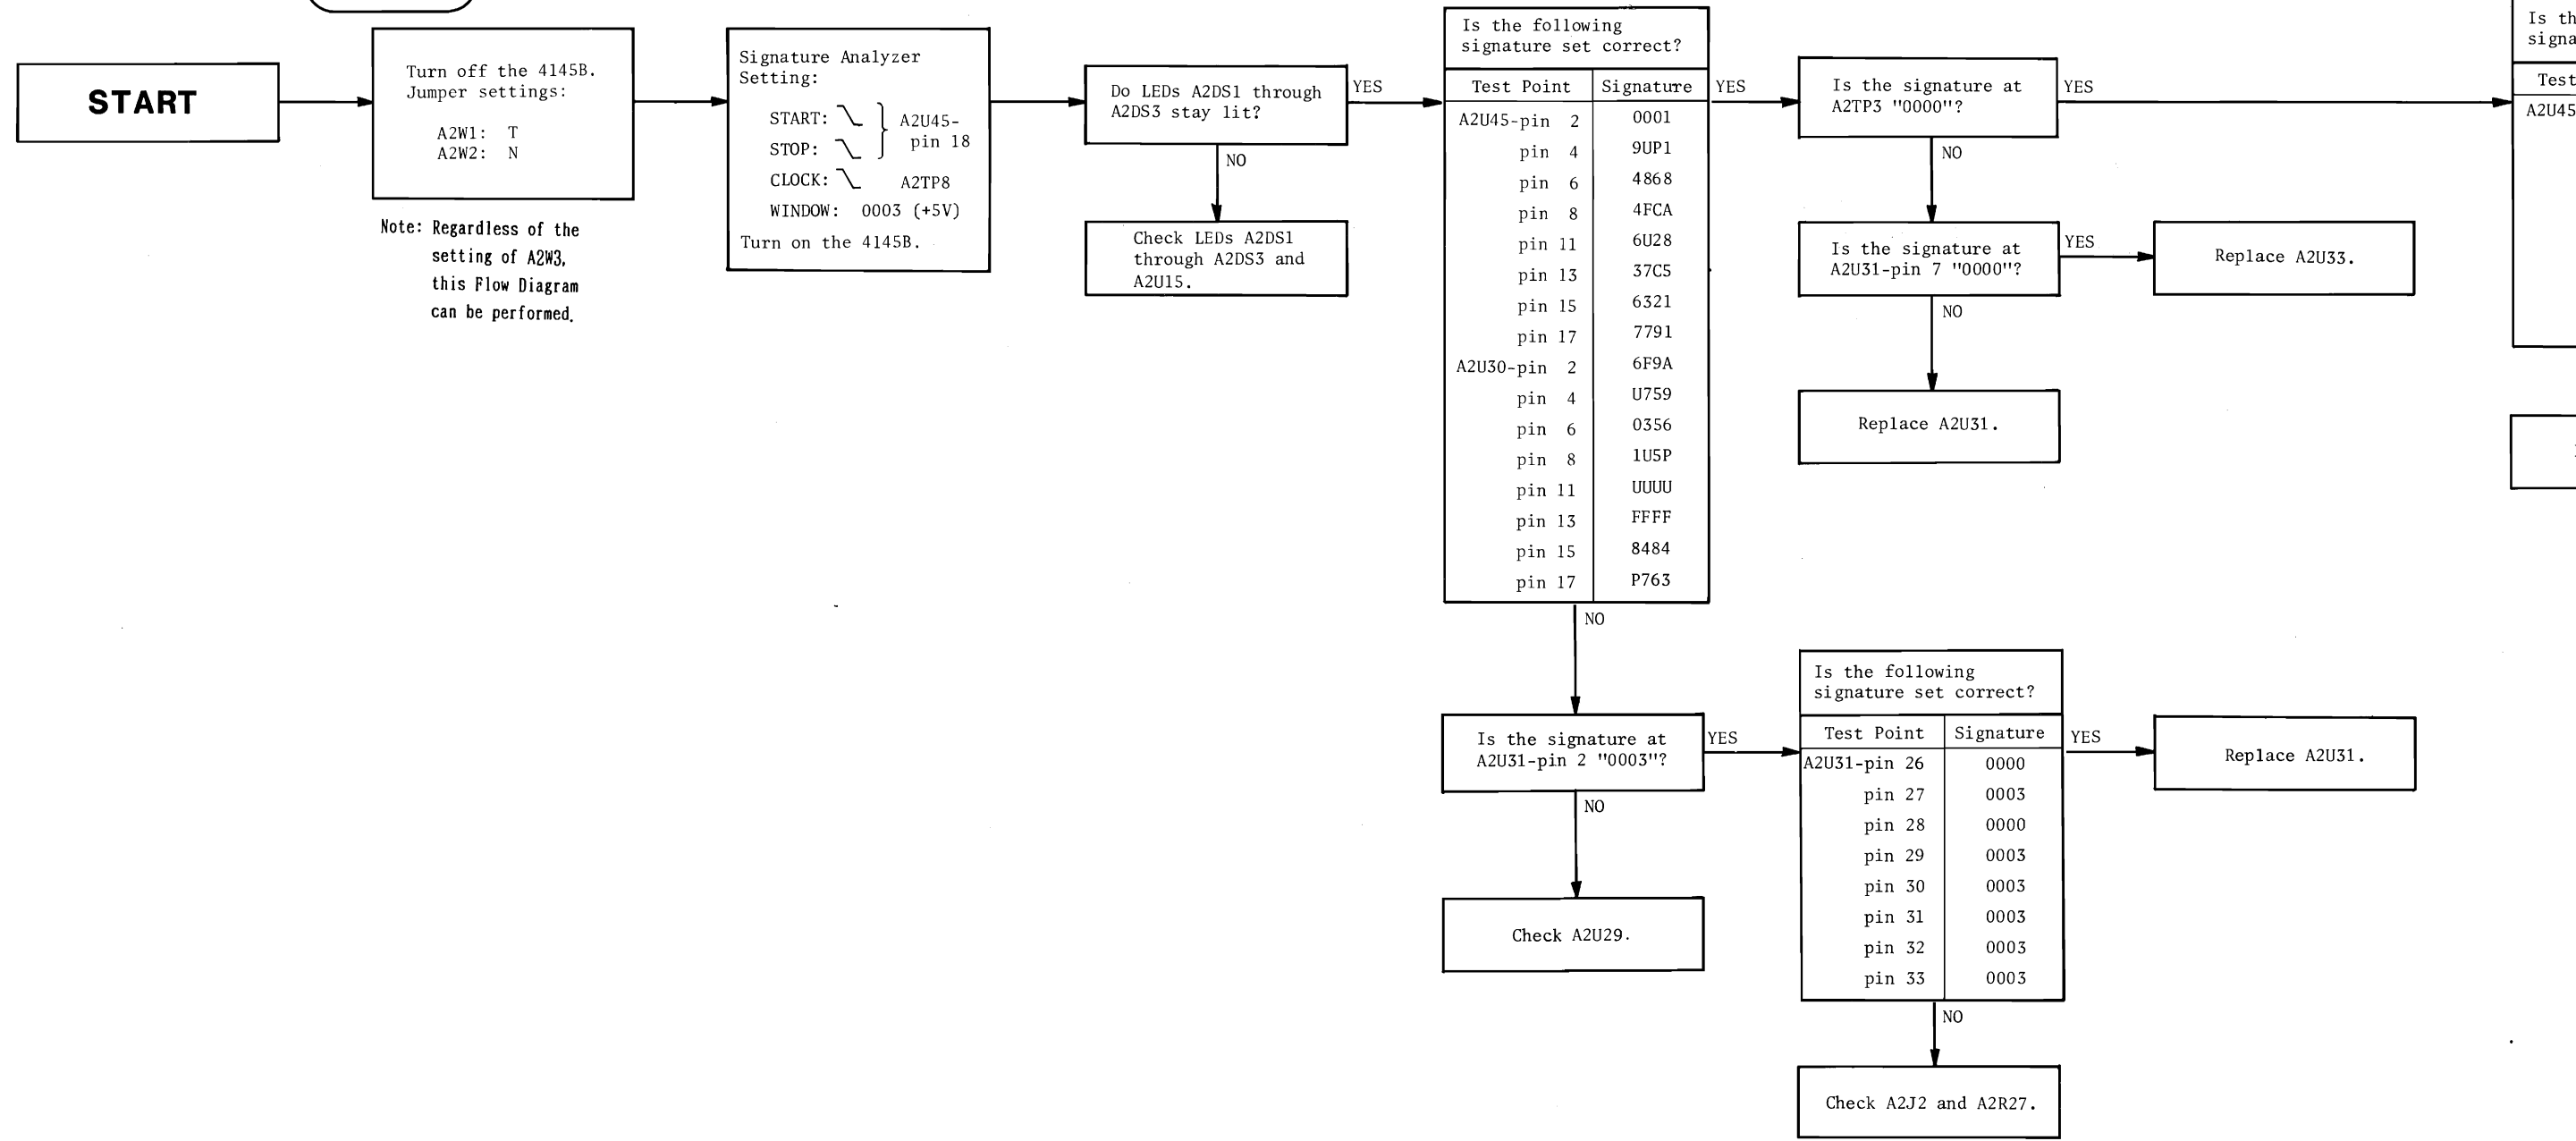 START
Turn off the 4145B.
Jumper settings:
A2W1: T
A2W2: N
Note: Regardless of the
setting of A2W3,
this Flow Diagram
can be performed.
Signature Analyzer
Setting:
START:
STOP:
A2U45-
pin 18
CLOCK: A2TP8
WINDOW: 0003 (+5V)
Turn on the 4145B.
Do LEDs A2DS1 through
A2DS3 stay lit?
YES
NO
Check LEDs A2DS1
through A2DS3 and
A2U15.
Is the following
signature set correct?
Test Point Signature
A2U45-pin 2 0001
pin 4 9UP1
pin 6 4868
pin 8 4FCA
pin 11 6U28
pin 13 37C5
pin 15 6321
pin 17 7791
A2U30-pin 2 6F9A
pin 4 U759
pin 6 0356
pin 8 1U5P
pin 11 UUUU
pin 13 FFFF
pin 15 8484
pin 17 P763
YES
NO
Is the signature at
A2TP3 "0000"?
YES
NO
Is the signature at
A2U31-pin 7 "0000"?
YES
Replace A2U33.
NO
Replace A2U31.
Is the signature at
A2U31-pin 2 "0003"?
YES
NO
Check A2U29.
Is the following
signature set correct?
Test Point Signature
A2U31-pin 26 0000
pin 27 0003
pin 28 0000
pin 29 0003
pin 30 0003
pin 31 0003
pin 32 0003
pin 33 0003
YES
Replace A2U31.
NO
Check A2J2 and A2R27.
Is th
signa
Test
A2U45